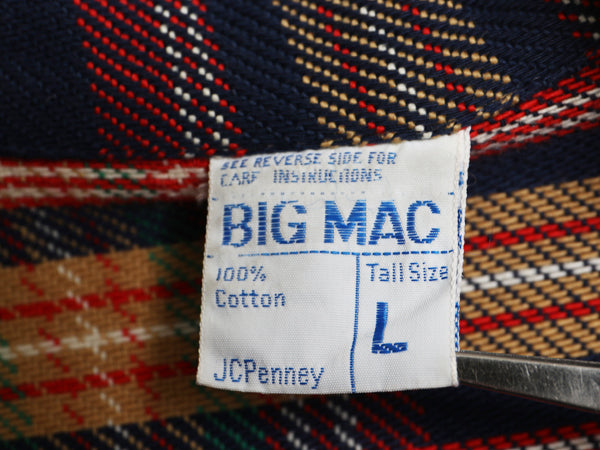 SEE REVERSE SIDE FOR
CARE INSTRUCTIONS
BIG MAC
100%
Cotton
JCPenney
Tall Size
L